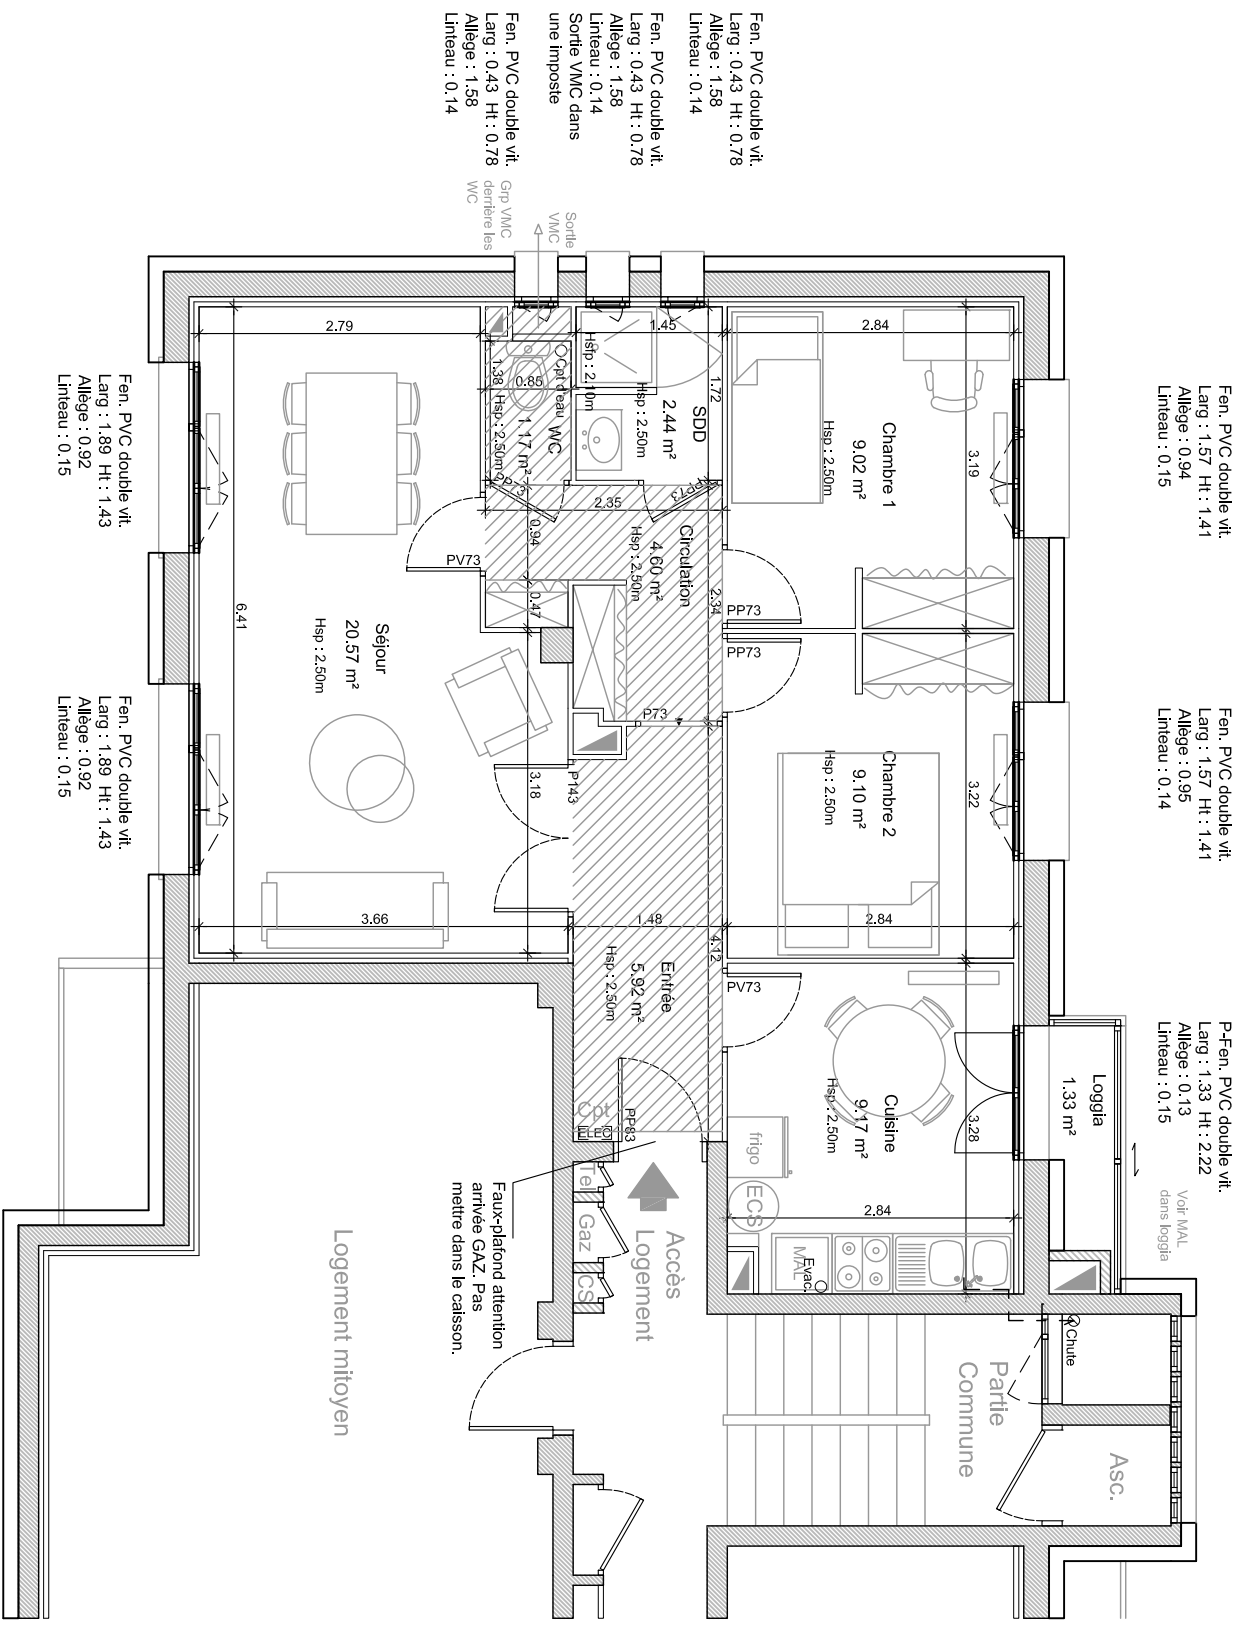 Fen. PVC double vit.
Larg : 1.57 Ht : 1.41
Allège : 0.94
Linteau : 0.15
Fen. PVC double vit.
Larg : 1.57 Ht : 1.41
Allège : 0.95
Linteau : 0.14
P-Fen. PVC double vit.
Larg : 1.33 Ht : 2.22
Allège : 0.13
Linteau : 0.15
Voir MAL
dans loggia
Fen. PVC double vit.
Larg : 0.43 Ht : 0.78
Allège : 1.58
Linteau : 0.14
Fen. PVC double vit.
Larg : 0.43 Ht : 0.78
Allège : 1.58
Linteau : 0.14
Sortie VMC dans
une imposte
Fen. PVC double vit.
Larg : 0.43 Ht : 0.78
Allège : 1.58
Linteau : 0.14
Sortie
VMC
Grp VMC
derrière les
WC
Loggia
1.33 m²
Asc.
Chute
Partie
Commune
Chambre 1
9.02 m²
Hsp : 2.50m
2.84
3.19
PP73
Chambre 2
9.10 m²
Hsp : 2.50m
3.22
2.84
PP73
Cuisine
9.17 m²
Hsp : 2.50m
3.28
2.84
PV73
frigo
ECS
MAL
Evac.
SDD
2.44 m²
Hsp : 2.50m
Hsfp : 2.10m
1.45
1.72
PP73
WC
1.17 m²
Hsp : 2.50m
Cpt d'eau
0.85
1.38
PP73
Circulation
4.60 m²
Hsp : 2.50m
2.35
2.34
0.94
0.47
P73
PV73
Entrée
5.92 m²
Hsp : 2.50m
1.48
4.12
PP83
Cpt
ELEC
P143
Séjour
20.57 m²
Hsp : 2.50m
2.79
6.41
3.18
3.66
Accès
Logement
Tel
Gaz
CS
Faux-plafond attention
arrivée GAZ. Pas
mettre dans le caisson.
Logement mitoyen
Fen. PVC double vit.
Larg : 1.89 Ht : 1.43
Allège : 0.92
Linteau : 0.15
Fen. PVC double vit.
Larg : 1.89 Ht : 1.43
Allège : 0.92
Linteau : 0.15